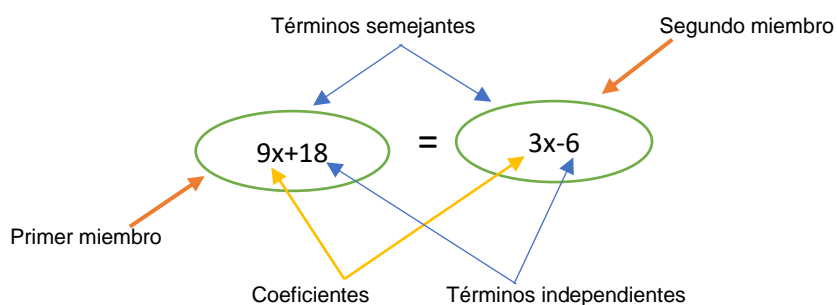 Términos semejantes
Segundo miembro
9x+18 = 3x-6
Primer miembro
Coeficientes
Términos independientes